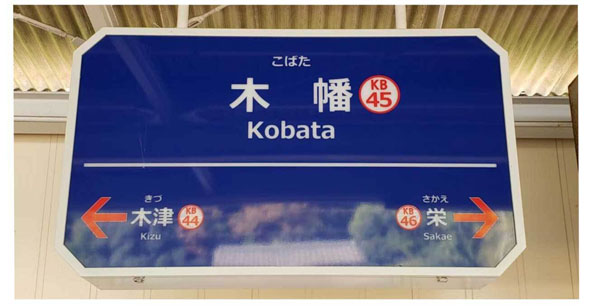 こばた
木 幡 KB 45
Kobata
きづ
木津 KB 44
Kizu
さかえ
KB 46 栄
Sakae